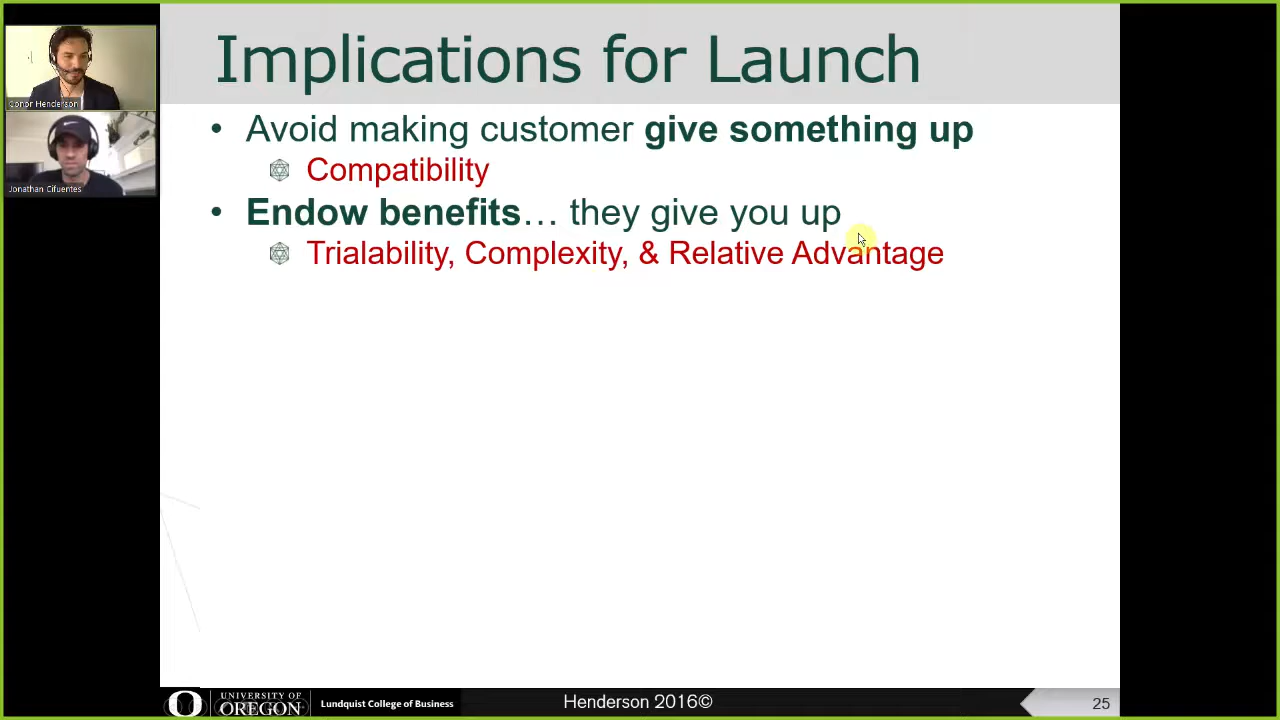 Implications for Launch
Conor Henderson
Jonathan Cifuentes
• Avoid making customer give something up
Compatibility
• Endow benefits… they give you up
Trialability, Complexity, & Relative Advantage
UNIVERSITY OF
OREGON
Lundquist College of Business
Henderson 2016©
25